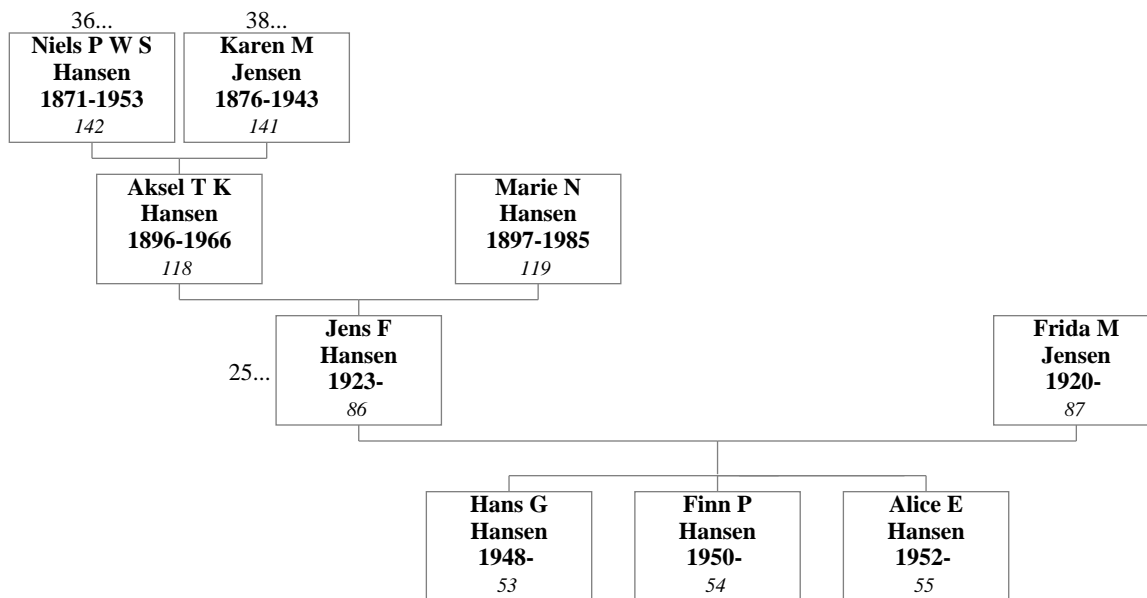 36...
Niels P W S
Hansen
1871-1953
142
38...
Karen M
Jensen
1876-1943
141
Aksel T K
Hansen
1896-1966
118
Marie N
Hansen
1897-1985
119
25...
Jens F
Hansen
1923-
86
Frida M
Jensen
1920-
87
Hans G
Hansen
1948-
53
Finn P
Hansen
1950-
54
Alice E
Hansen
1952-
55